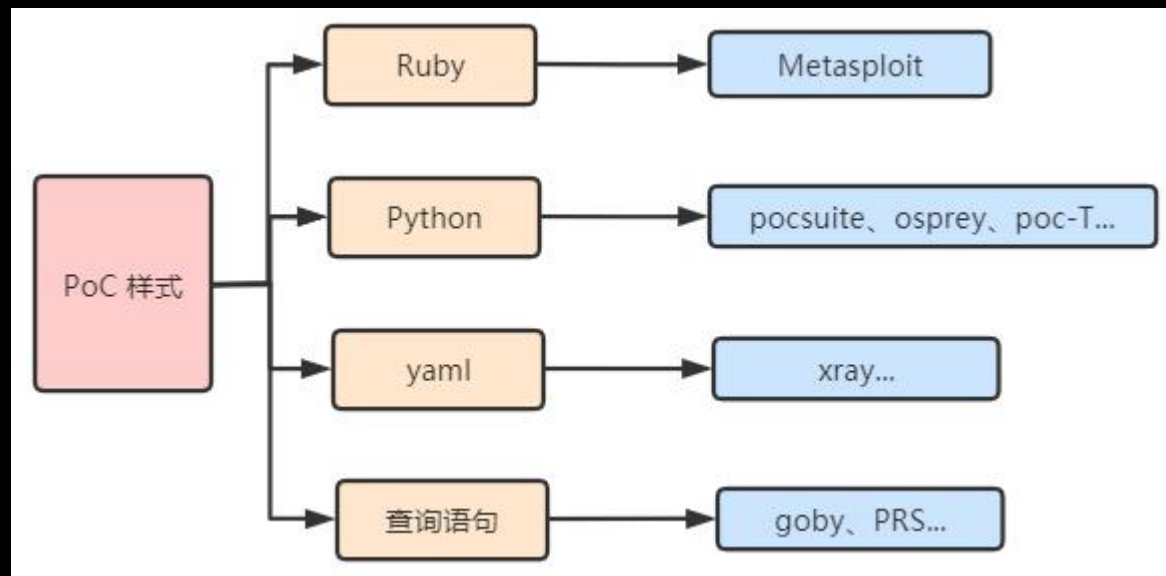 Ruby
Metasploit
Python
pocsuite、osprey、poc-T...
PoC 样式
yaml
xray...
查询语句
goby、PRS...